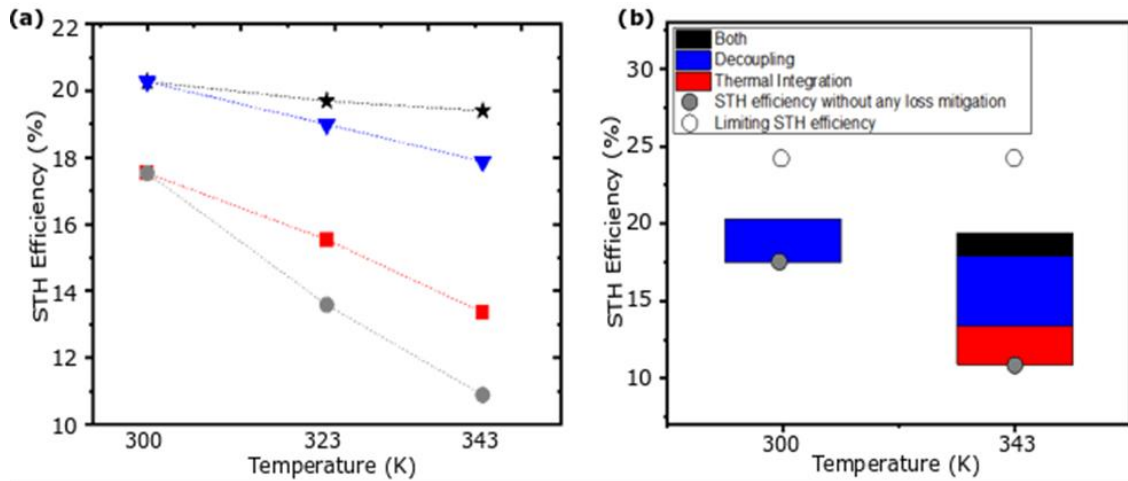 (a)
22
20
18
16
14
12
10
STH Efficiency (%)
300
323
343
Temperature (K)
(b)
Both
Decoupling
Thermal Integration
STH efficiency without any loss mitigation
Limiting STH efficiency
30
25
20
15
10
STH Efficiency (%)
300
343
Temperature (K)